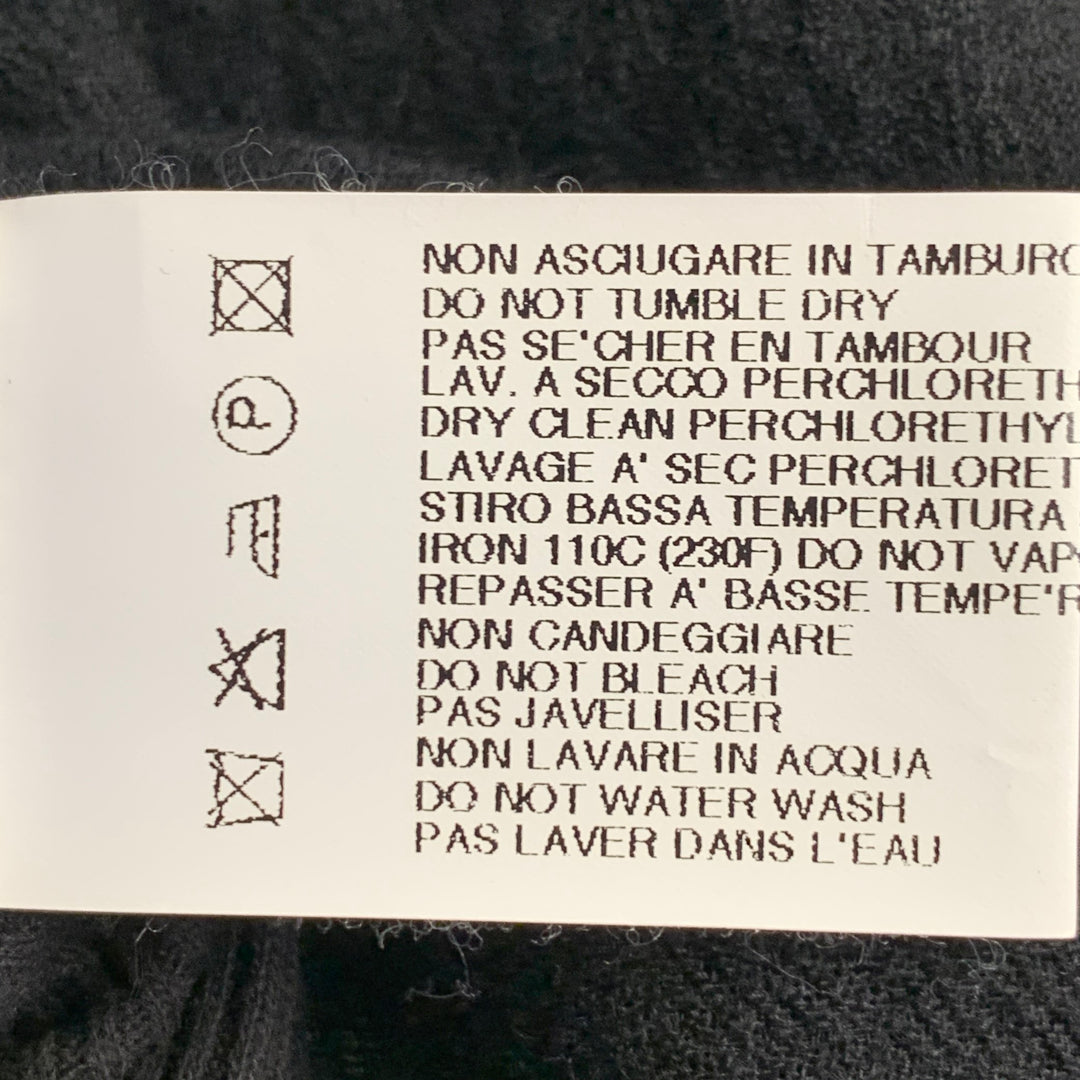 NON ASCIUGARE IN TAMBURO
DO NOT TUMBLE DRY
PAS SE'CHER EN TAMBOUR
LAV. A SECCO PERCHLORETH
DRY CLEAN PERCHLORETHYL
LAVAGE A' SEC PERCHLORET
STIRO BASSA TEMPERATURA
IRON 110C (230F) DO NOT VAP
REPASSER A' BASSE TEMPE'R
NON CANDEGGIARE
DO NOT BLEACH
PAS JAVELLISER
NON LAVARE IN ACQUA
DO NOT WATER WASH
PAS LAVER DANS L'EAU